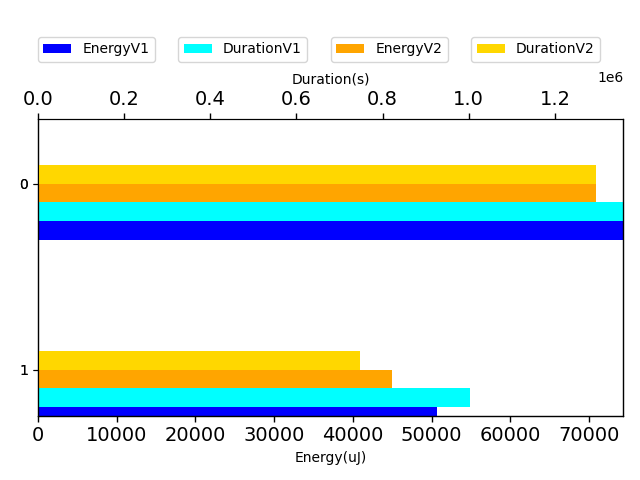 EnergyV1 DurationV1 EnergyV2 DurationV2
Duration(s) 1e6
0.0 0.2 0.4 0.6 0.8 1.0 1.2
0
1
0 10000 20000 30000 40000 50000 60000 70000
Energy(uJ)